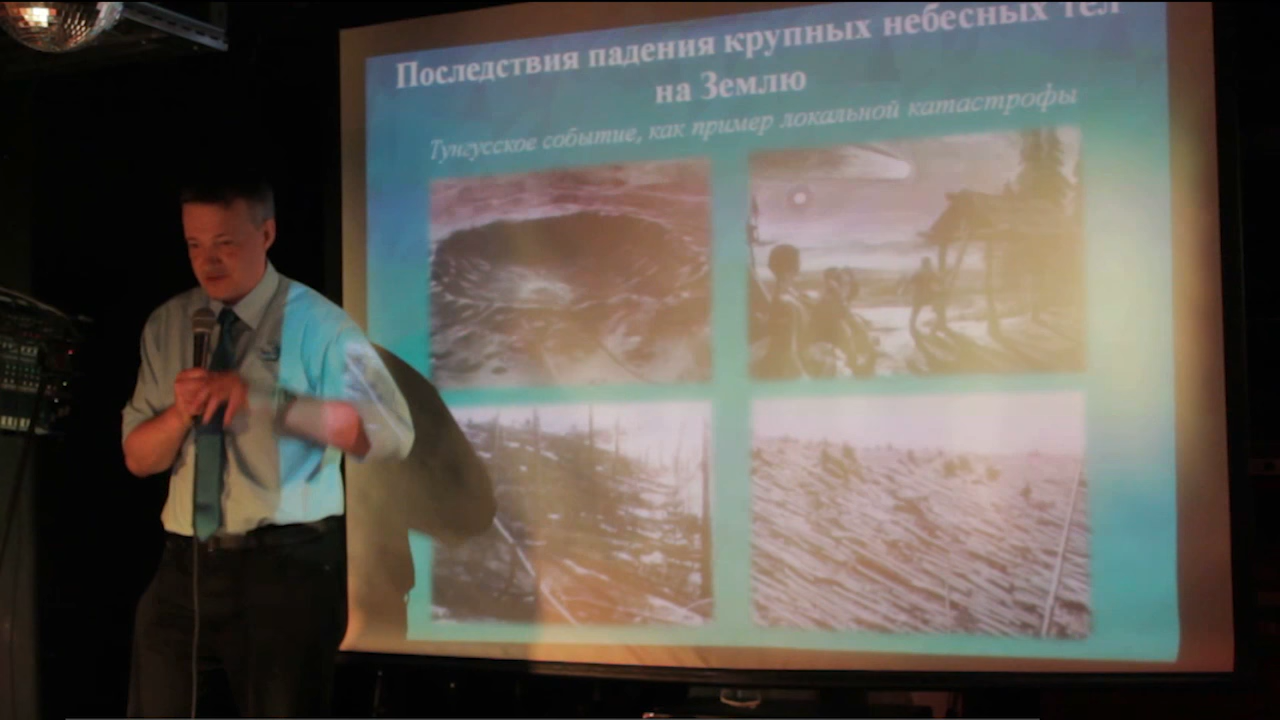 Последствия падения крупных небесных тел
на Землю
Тунгусское событие, как пример локальной катастрофы